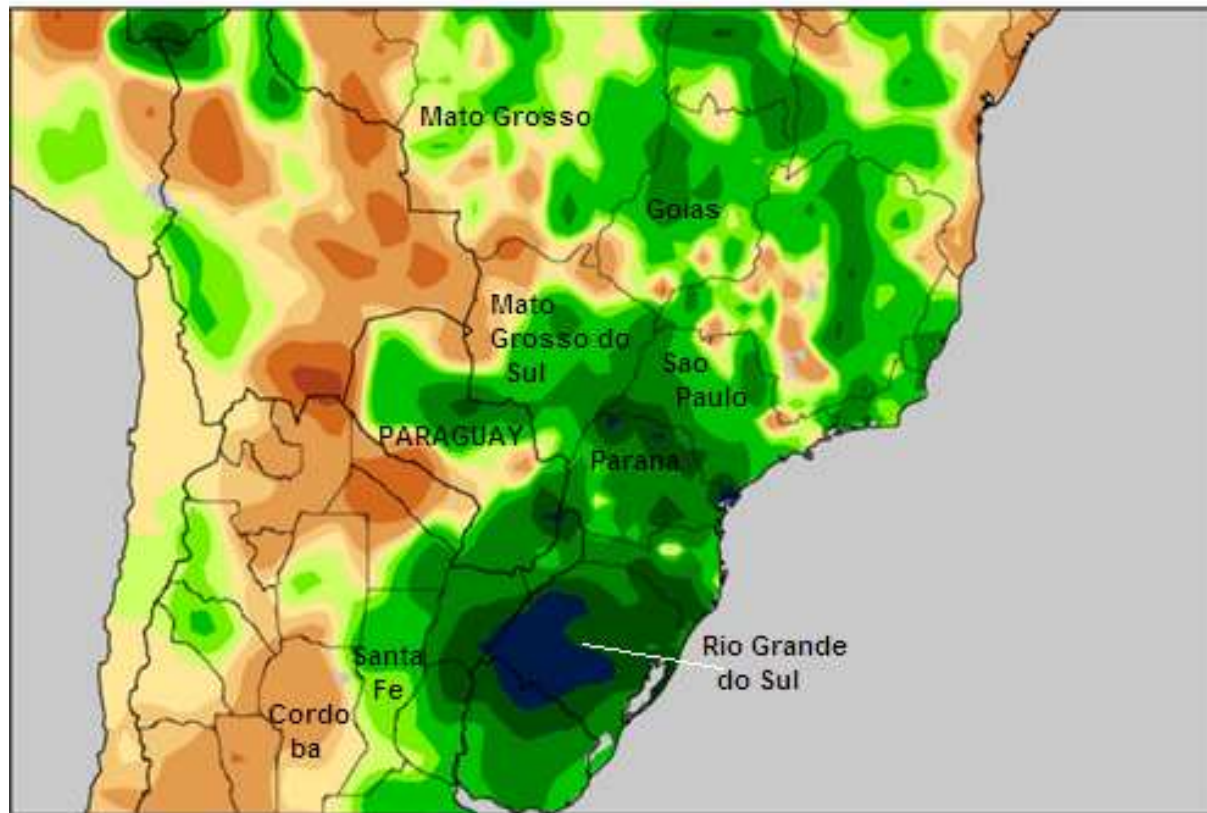 Mato Grosso
Goias
Mato
Grosso do
Sul
Sao
Paulo
PARAGUAY
Parana
Rio Grande
do Sul
Santa
Fe
Cordo
ba